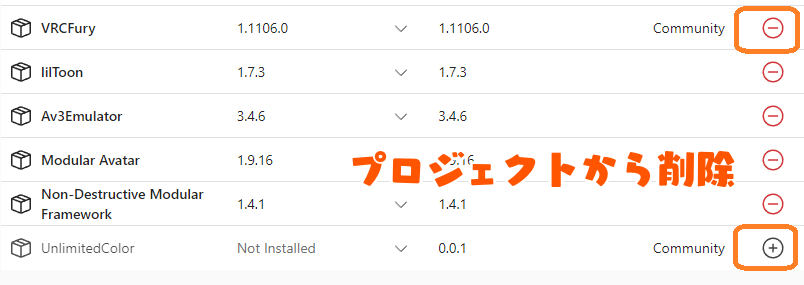 VRCFury 1.1106.0 1.1106.0 Community
lilToon 1.7.3 1.7.3
Av3Emulator 3.4.6 3.4.6
Modular Avatar 1.9.16 1.9.16
プロジェクトから削除
Non-Destructive Modular
Framework 1.4.1 1.4.1
UnlimitedColor Not Installed 0.0.1 Community